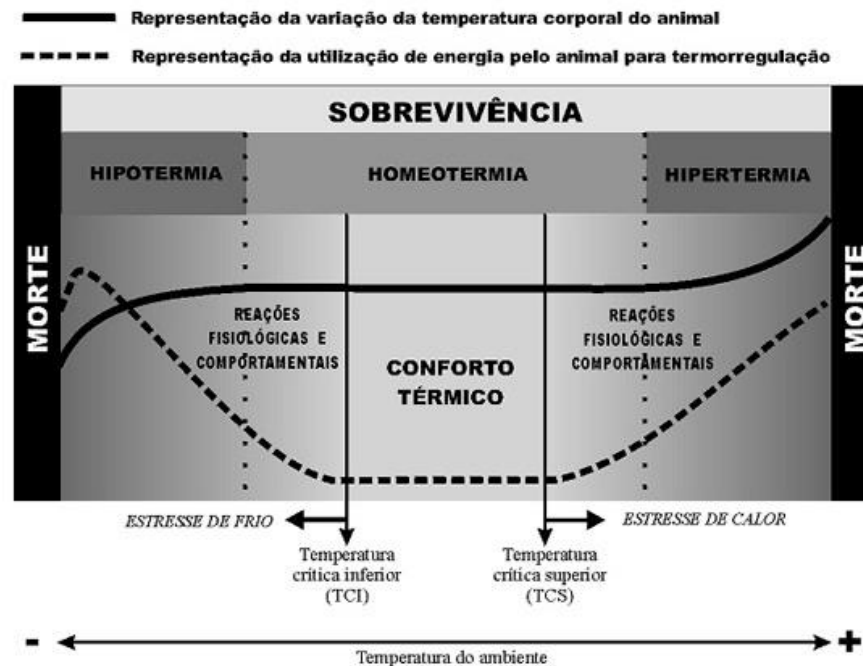 Representação da variação da temperatura corporal do animal
Representação da utilização de energia pelo animal para termorregulação
SOBREVIVÊNCIA
HIPOTERMIA
HOMEOTERMIA
HIPERTERMIA
MORTE
MORTE
REAÇÕES
FISIOLÓGICAS E
COMPORTAMENTAIS
REAÇÕES
FISIOLÓGICAS E
COMPORTAMENTAIS
CONFORTO
TÉRMICO
ESTRESSE DE FRIO
ESTRESSE DE CALOR
Temperatura
crítica inferior
(TCI)
Temperatura
crítica superior
(TCS)
-
+
Temperatura do ambiente